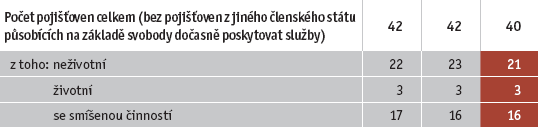 Počet pojišťoven celkem (bez pojišťoven z jiného členského státu
působících na základě svobody dočasně poskytovat služby) 42 42 40
z toho: neživotní 22 23 21
životní 3 3 3
se smíšenou činností 17 16 16